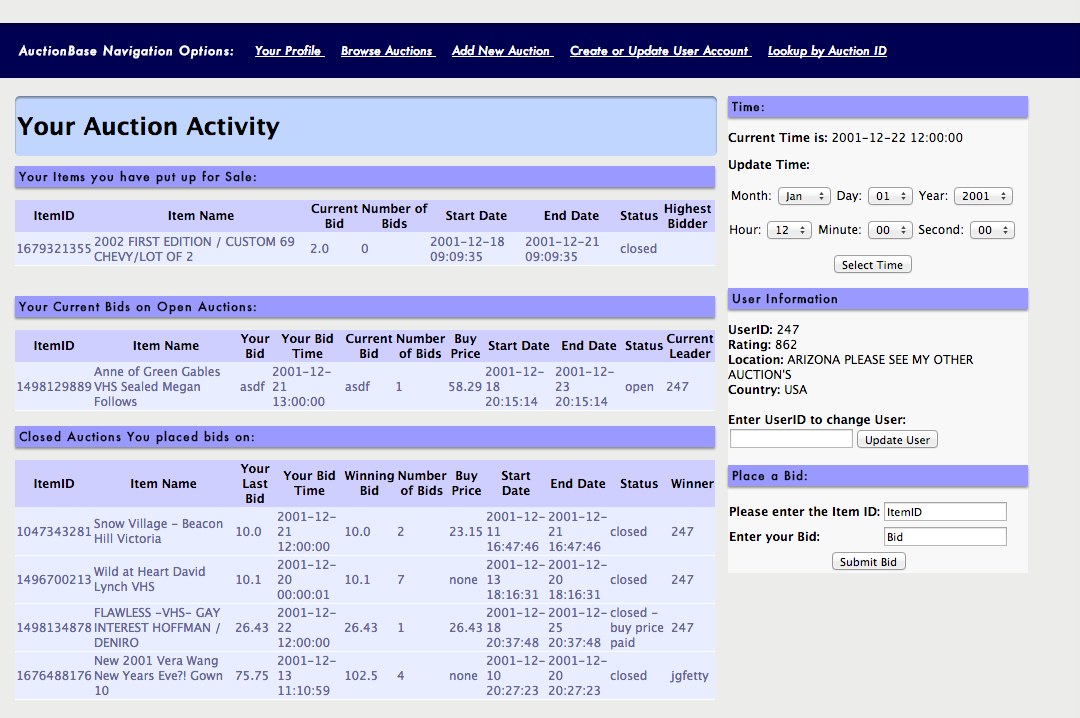 AuctionBase Navigation Options: Your Profile Browse Auctions Add New Auction Create or Update User Account Lookup by Auction ID
Your Auction Activity
Your Items you have put up for Sale:
ItemID Item Name Current Bid Number of Bids Start Date End Date Status Highest Bidder
1679321355 2002 FIRST EDITION / CUSTOM 69 CHEVY/LOT OF 2 2.0 0 2001-12-18 09:09:35 2001-12-21 09:09:35 closed
Your Current Bids on Open Auctions:
ItemID Item Name Your Bid Your Bid Time Current Bid Number of Bids Buy Price Start Date End Date Status Current Leader
1498129889 Anne of Green Gables VHS Sealed Megan Follows asdf 2001-12-21 13:00:00 asdf 1 58.29 2001-12-18 20:15:14 2001-12-23 20:15:14 open 247
Closed Auctions You placed bids on:
ItemID Item Name Your Last Bid Your Bid Time Winning Bid Number of Bids Buy Price Start Date End Date Status Winner
1047343281 Snow Village - Beacon Hill Victoria 10.0 2001-12-21 12:00:00 10.0 2 23.15 2001-12-11 16:47:46 2001-12-21 16:47:46 closed 247
1496700213 Wild at Heart David Lynch VHS 10.1 2001-12-20 00:00:01 10.1 7 none 2001-12-13 18:16:31 2001-12-20 18:16:31 closed 247
1498134878 FLAWLESS -VHS- GAY INTEREST HOFFMAN / DENIRO 26.43 2001-12-22 12:00:00 26.43 1 26.43 2001-12-18 20:37:48 2001-12-25 20:37:48 closed - buy price paid 247
1676488176 New 2001 Vera Wang New Years Eve?! Gown 10 75.75 2001-12-13 11:10:59 102.5 4 none 2001-12-10 20:27:23 2001-12-20 20:27:23 closed jgfetty
Time:
Current Time is: 2001-12-22 12:00:00
Update Time:
Month: Jan Day: 01 Year: 2001
Hour: 12 Minute: 00 Second: 00
Select Time
User Information
UserID: 247
Rating: 862
Location: ARIZONA PLEASE SEE MY OTHER
AUCTION'S
Country: USA
Enter UserID to change User:
Update User
Place a Bid:
Please enter the Item ID: ItemID
Enter your Bid: Bid
Submit Bid